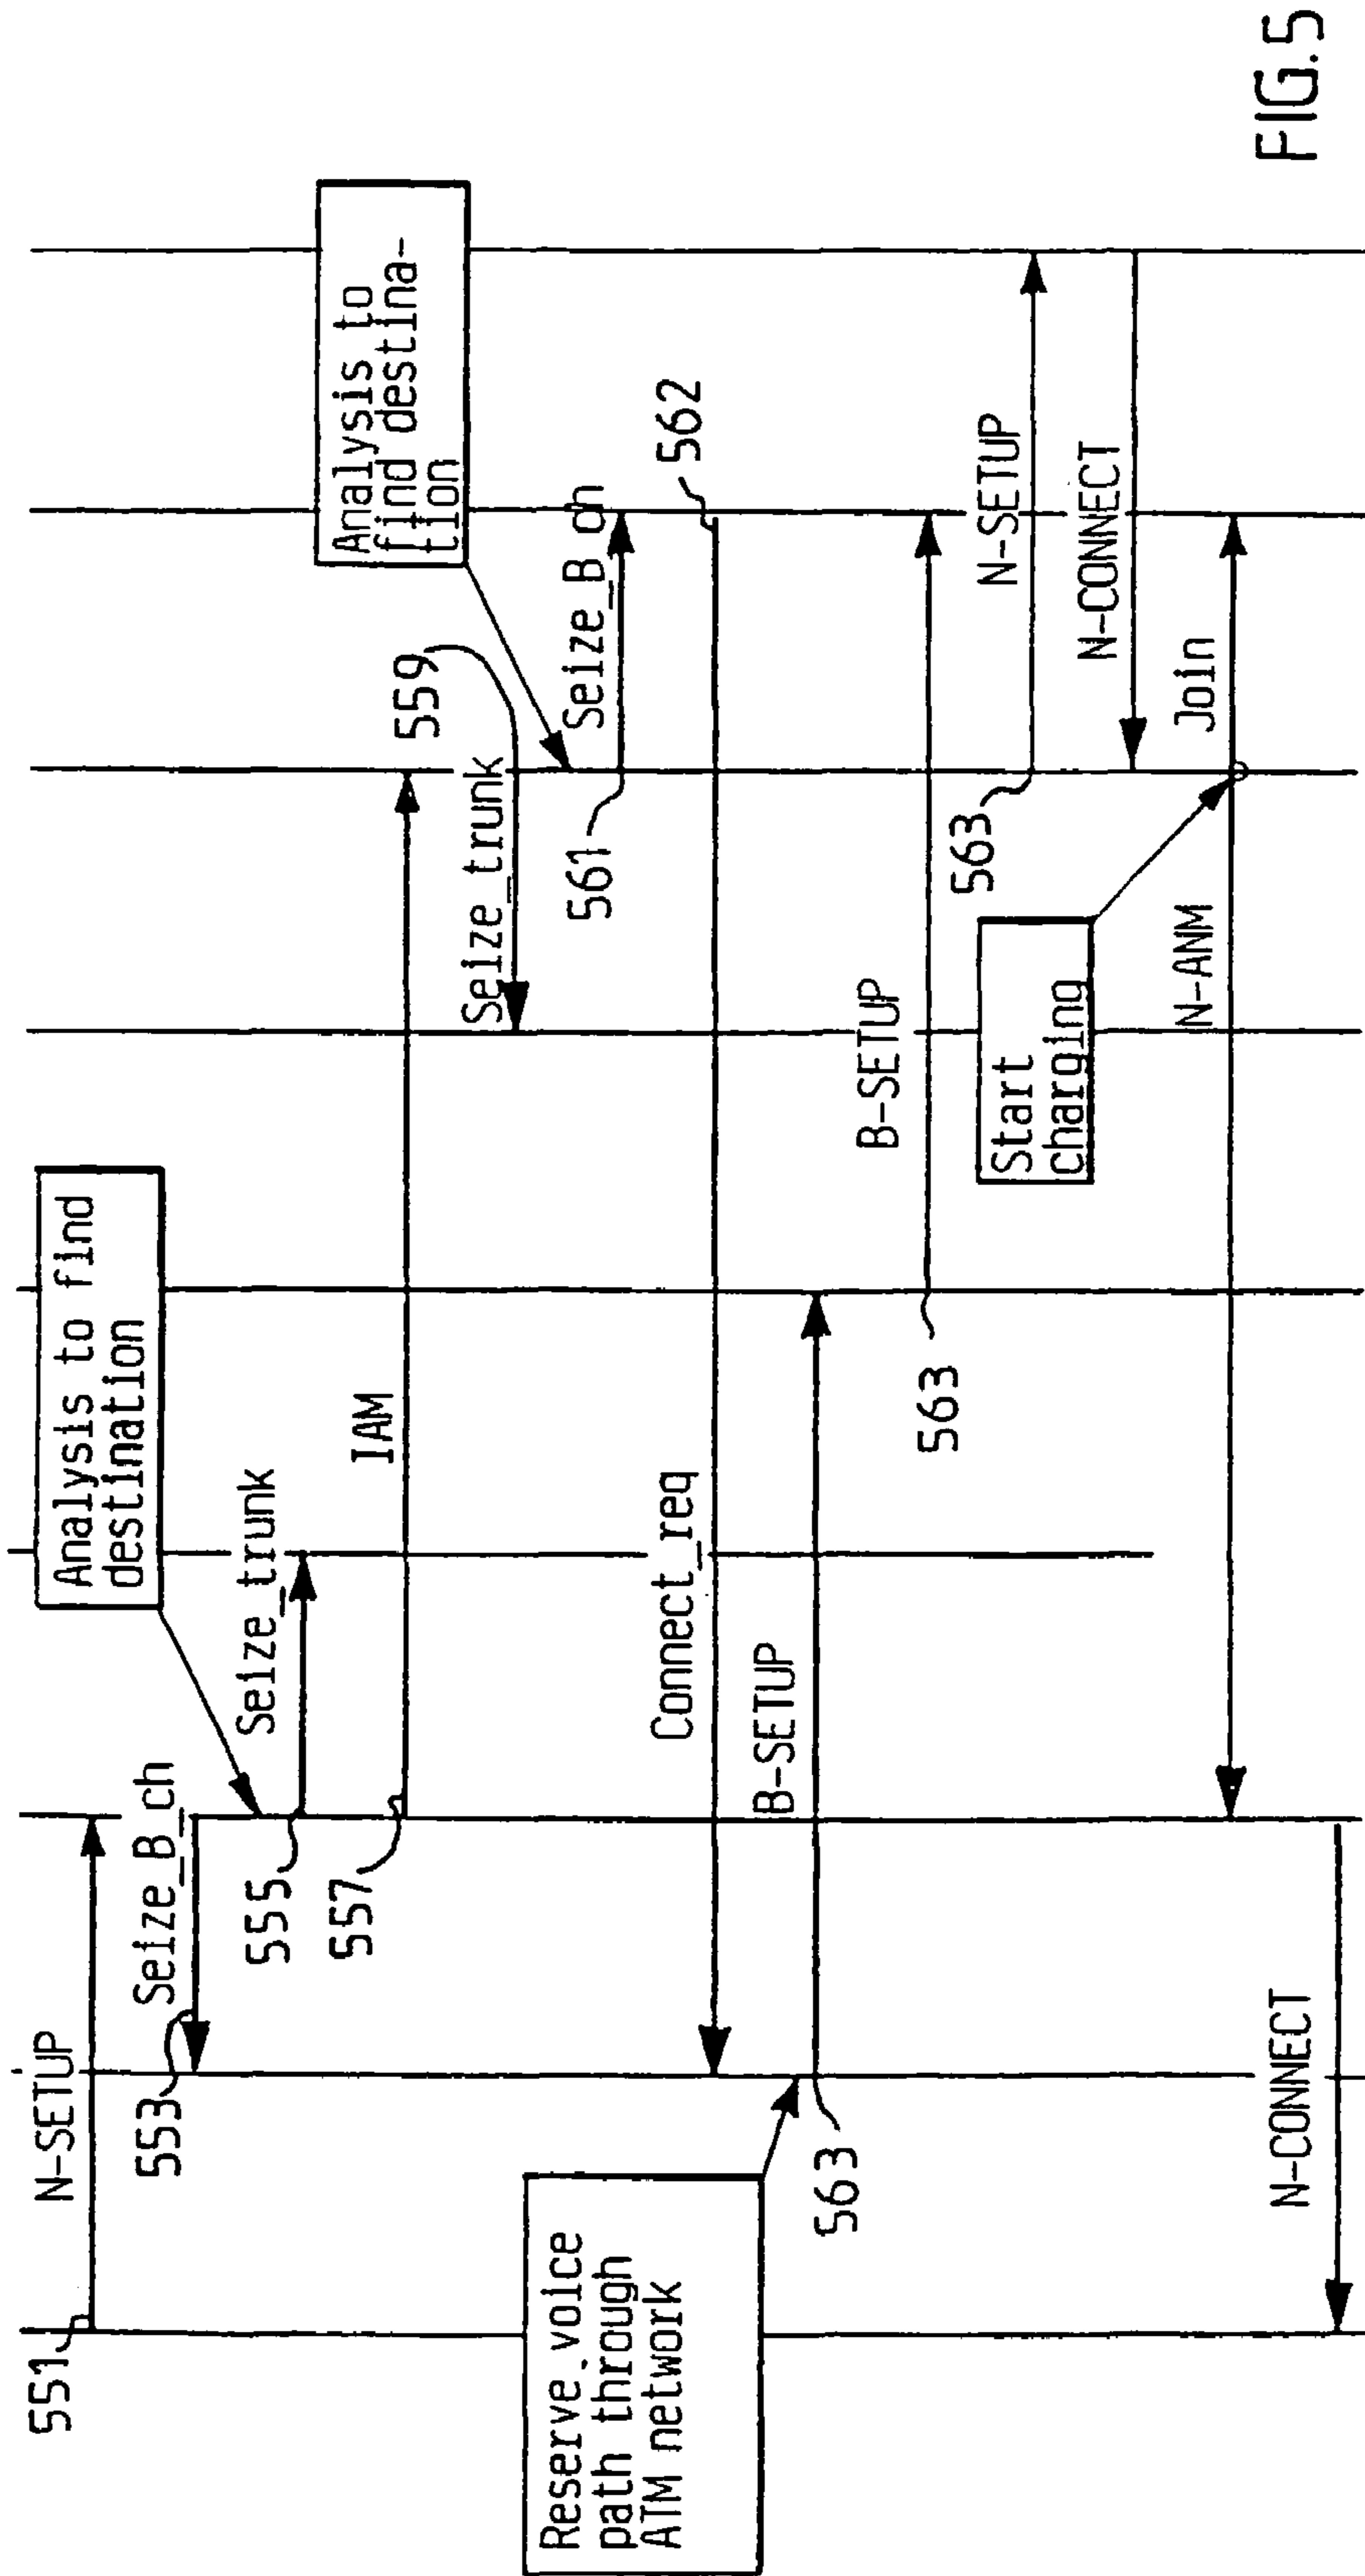 551
N-SETUP
553
Seize_B_ch
Analysis to find
destination
Seize_trunk
555
557
IAM
559
Seize_trunk
Analysis to
find destina-
tion
561
Seize_B ch
562
Connect_req
Reserve voice
path through
ATM network
B-SETUP
563
B-SETUP
563
563
N-SETUP
N-CONNECT
Start
charging
N-ANM
Join
N-CONNECT
FIG.5